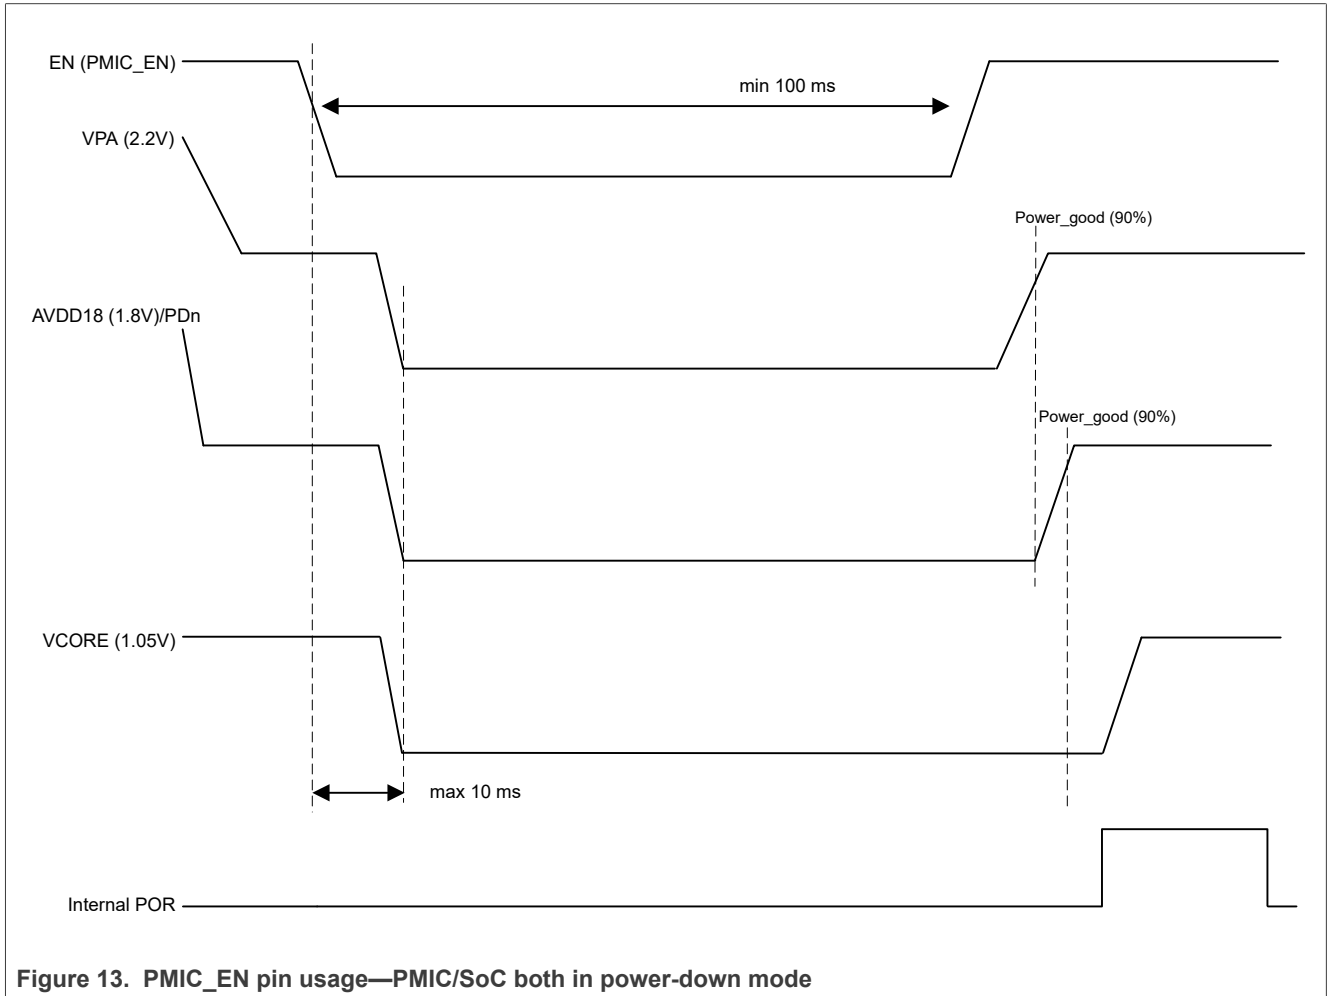 EN (PMIC_EN)
min 100 ms
VPA (2.2V)
Power_good (90%)
AVDD18 (1.8V)/PDn
Power_good (90%)
VCORE (1.05V)
max 10 ms
Internal POR
Figure 13. PMIC_EN pin usage—PMIC/SoC both in power-down mode